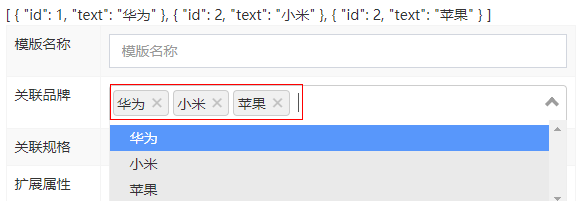 [ { "id": 1, "text": "华为" }, { "id": 2, "text": "小米" }, { "id": 2, "text": "苹果" } ]
模版名称 模版名称
关联品牌 华为 × 小米 × 苹果 ×
华为
关联规格 小米
扩展属性 苹果